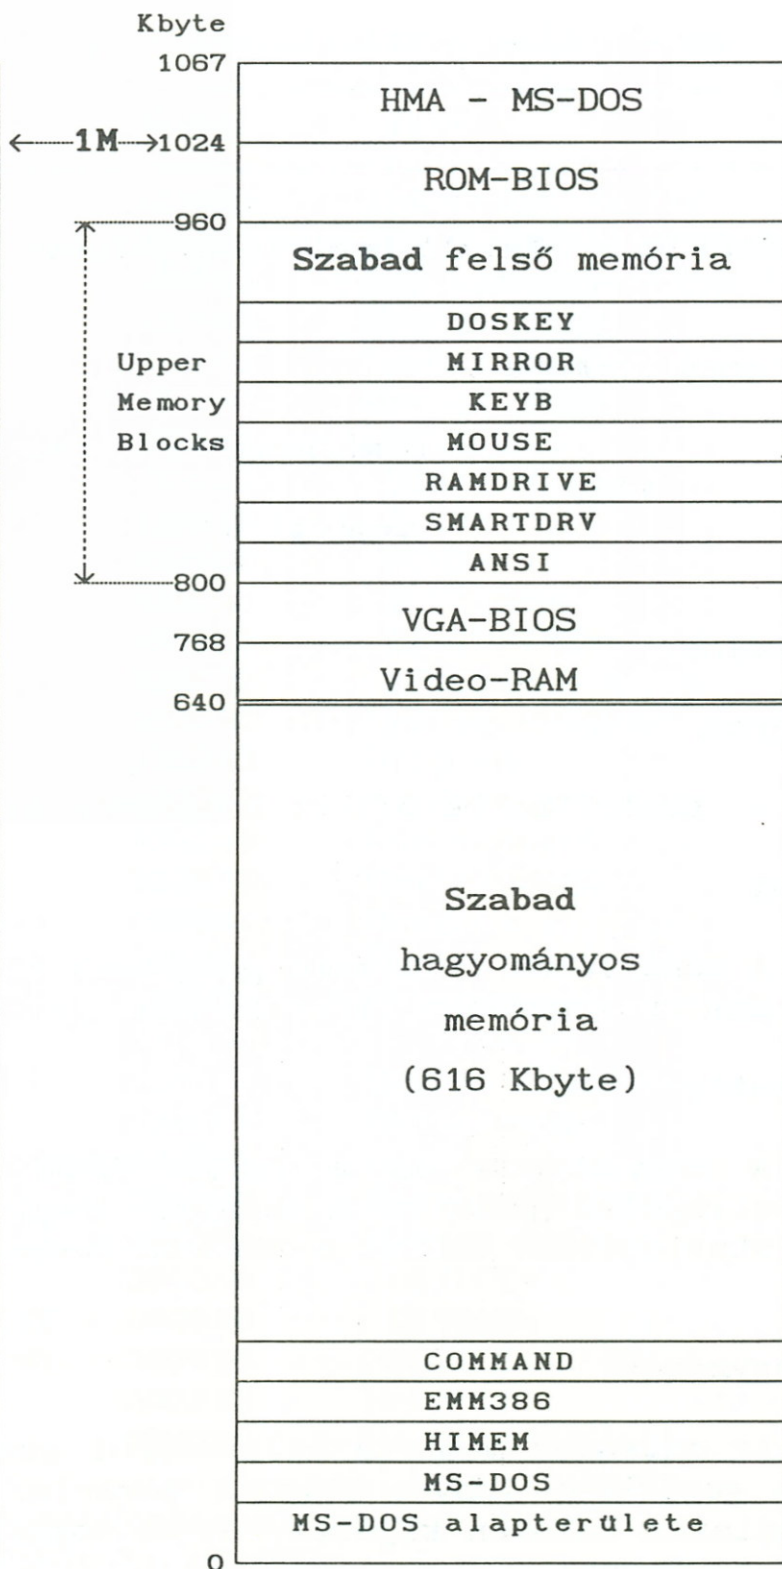 Kbyte
1067
HMA - MS-DOS
1M 1024
ROM-BIOS
960
Szabad felső memória
DOSKEY
Upper
MIRROR
Memory
KEYB
Blocks
MOUSE
RAMDRIVE
SMARTDRV
ANSI
800
VGA-BIOS
768
Video-RAM
640
Szabad
hagyományos
memória
(616 Kbyte)
COMMAND
EMM386
HIMEM
MS-DOS
MS-DOS alapterülete
0